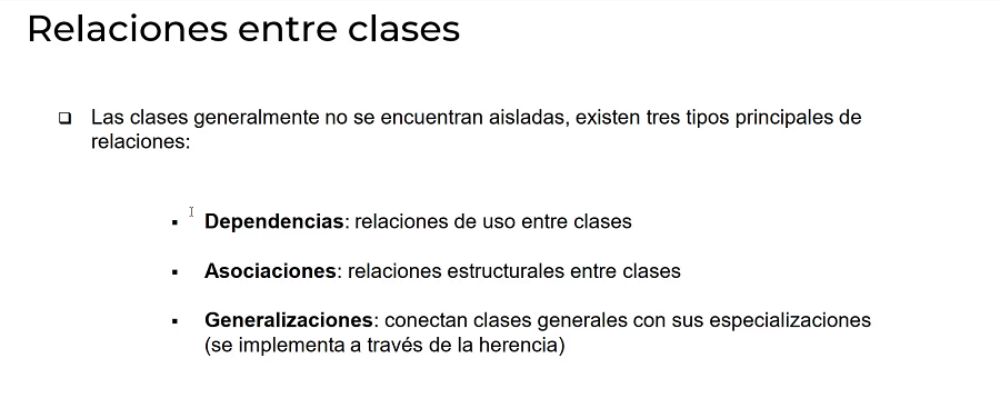 Relaciones entre clases
Las clases generalmente no se encuentran aisladas, existen tres tipos principales de
relaciones:
Dependencias: relaciones de uso entre clases
Asociaciones: relaciones estructurales entre clases
Generalizaciones: conectan clases generales con sus especializaciones
(se implementa a través de la herencia)